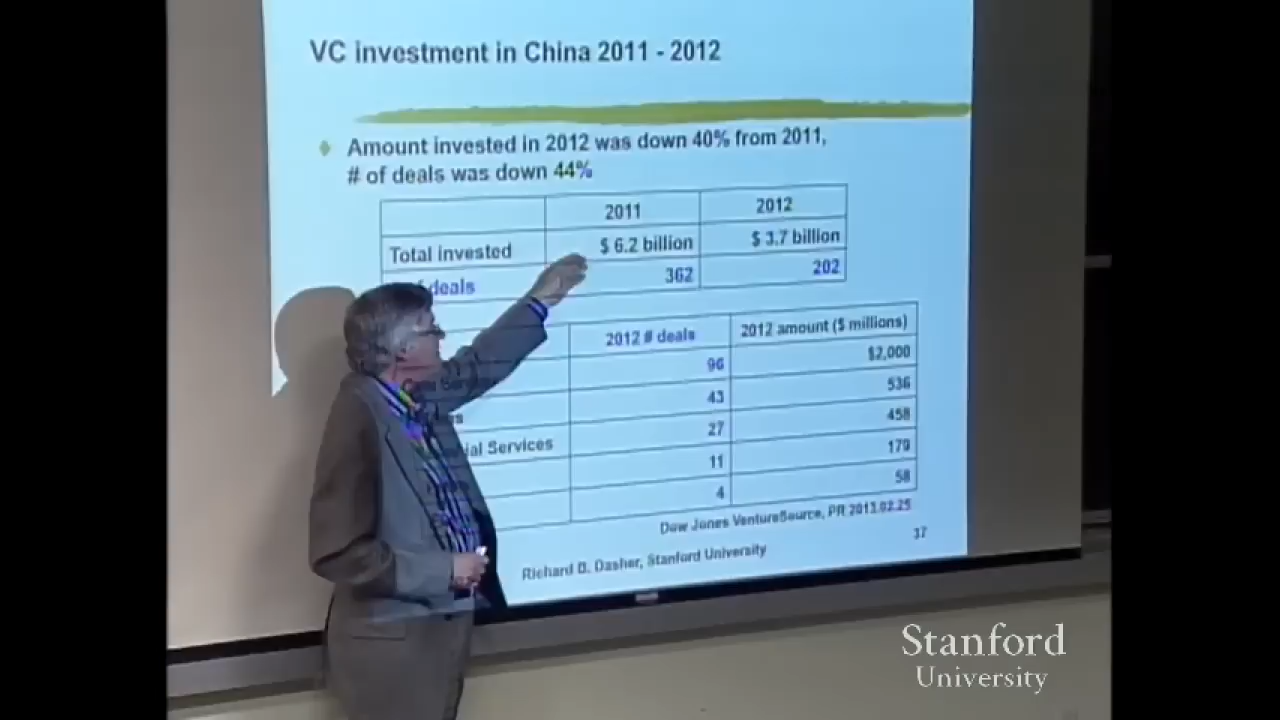 VC investment in China 2011 - 2012
Amount invested in 2012 was down 40% from 2011,
# of deals was down 44%
2011 2012
Total invested $ 6.2 billion $ 3.7 billion
deals 362 202
2012 # deals 2012 amount ($ millions)
96 $2,000
43 536
Services 27 458
11 179
4 58
Dow Jones VentureSource, PR 2013.02.25
Richard B. Dasher, Stanford University
37
Stanford
University